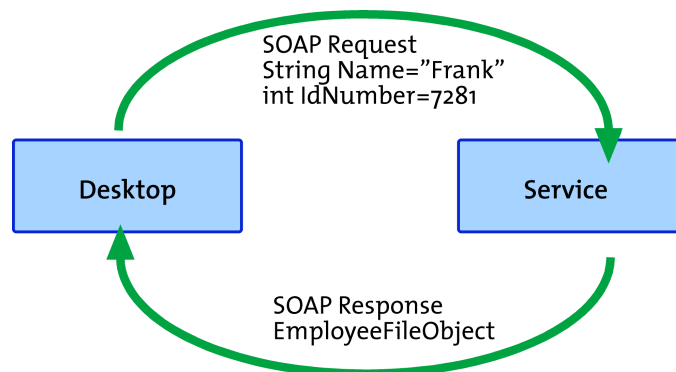 SOAP Request
String Name=”Frank”
int IdNumber=7281
Desktop
Service
SOAP Response
EmployeeFileObject